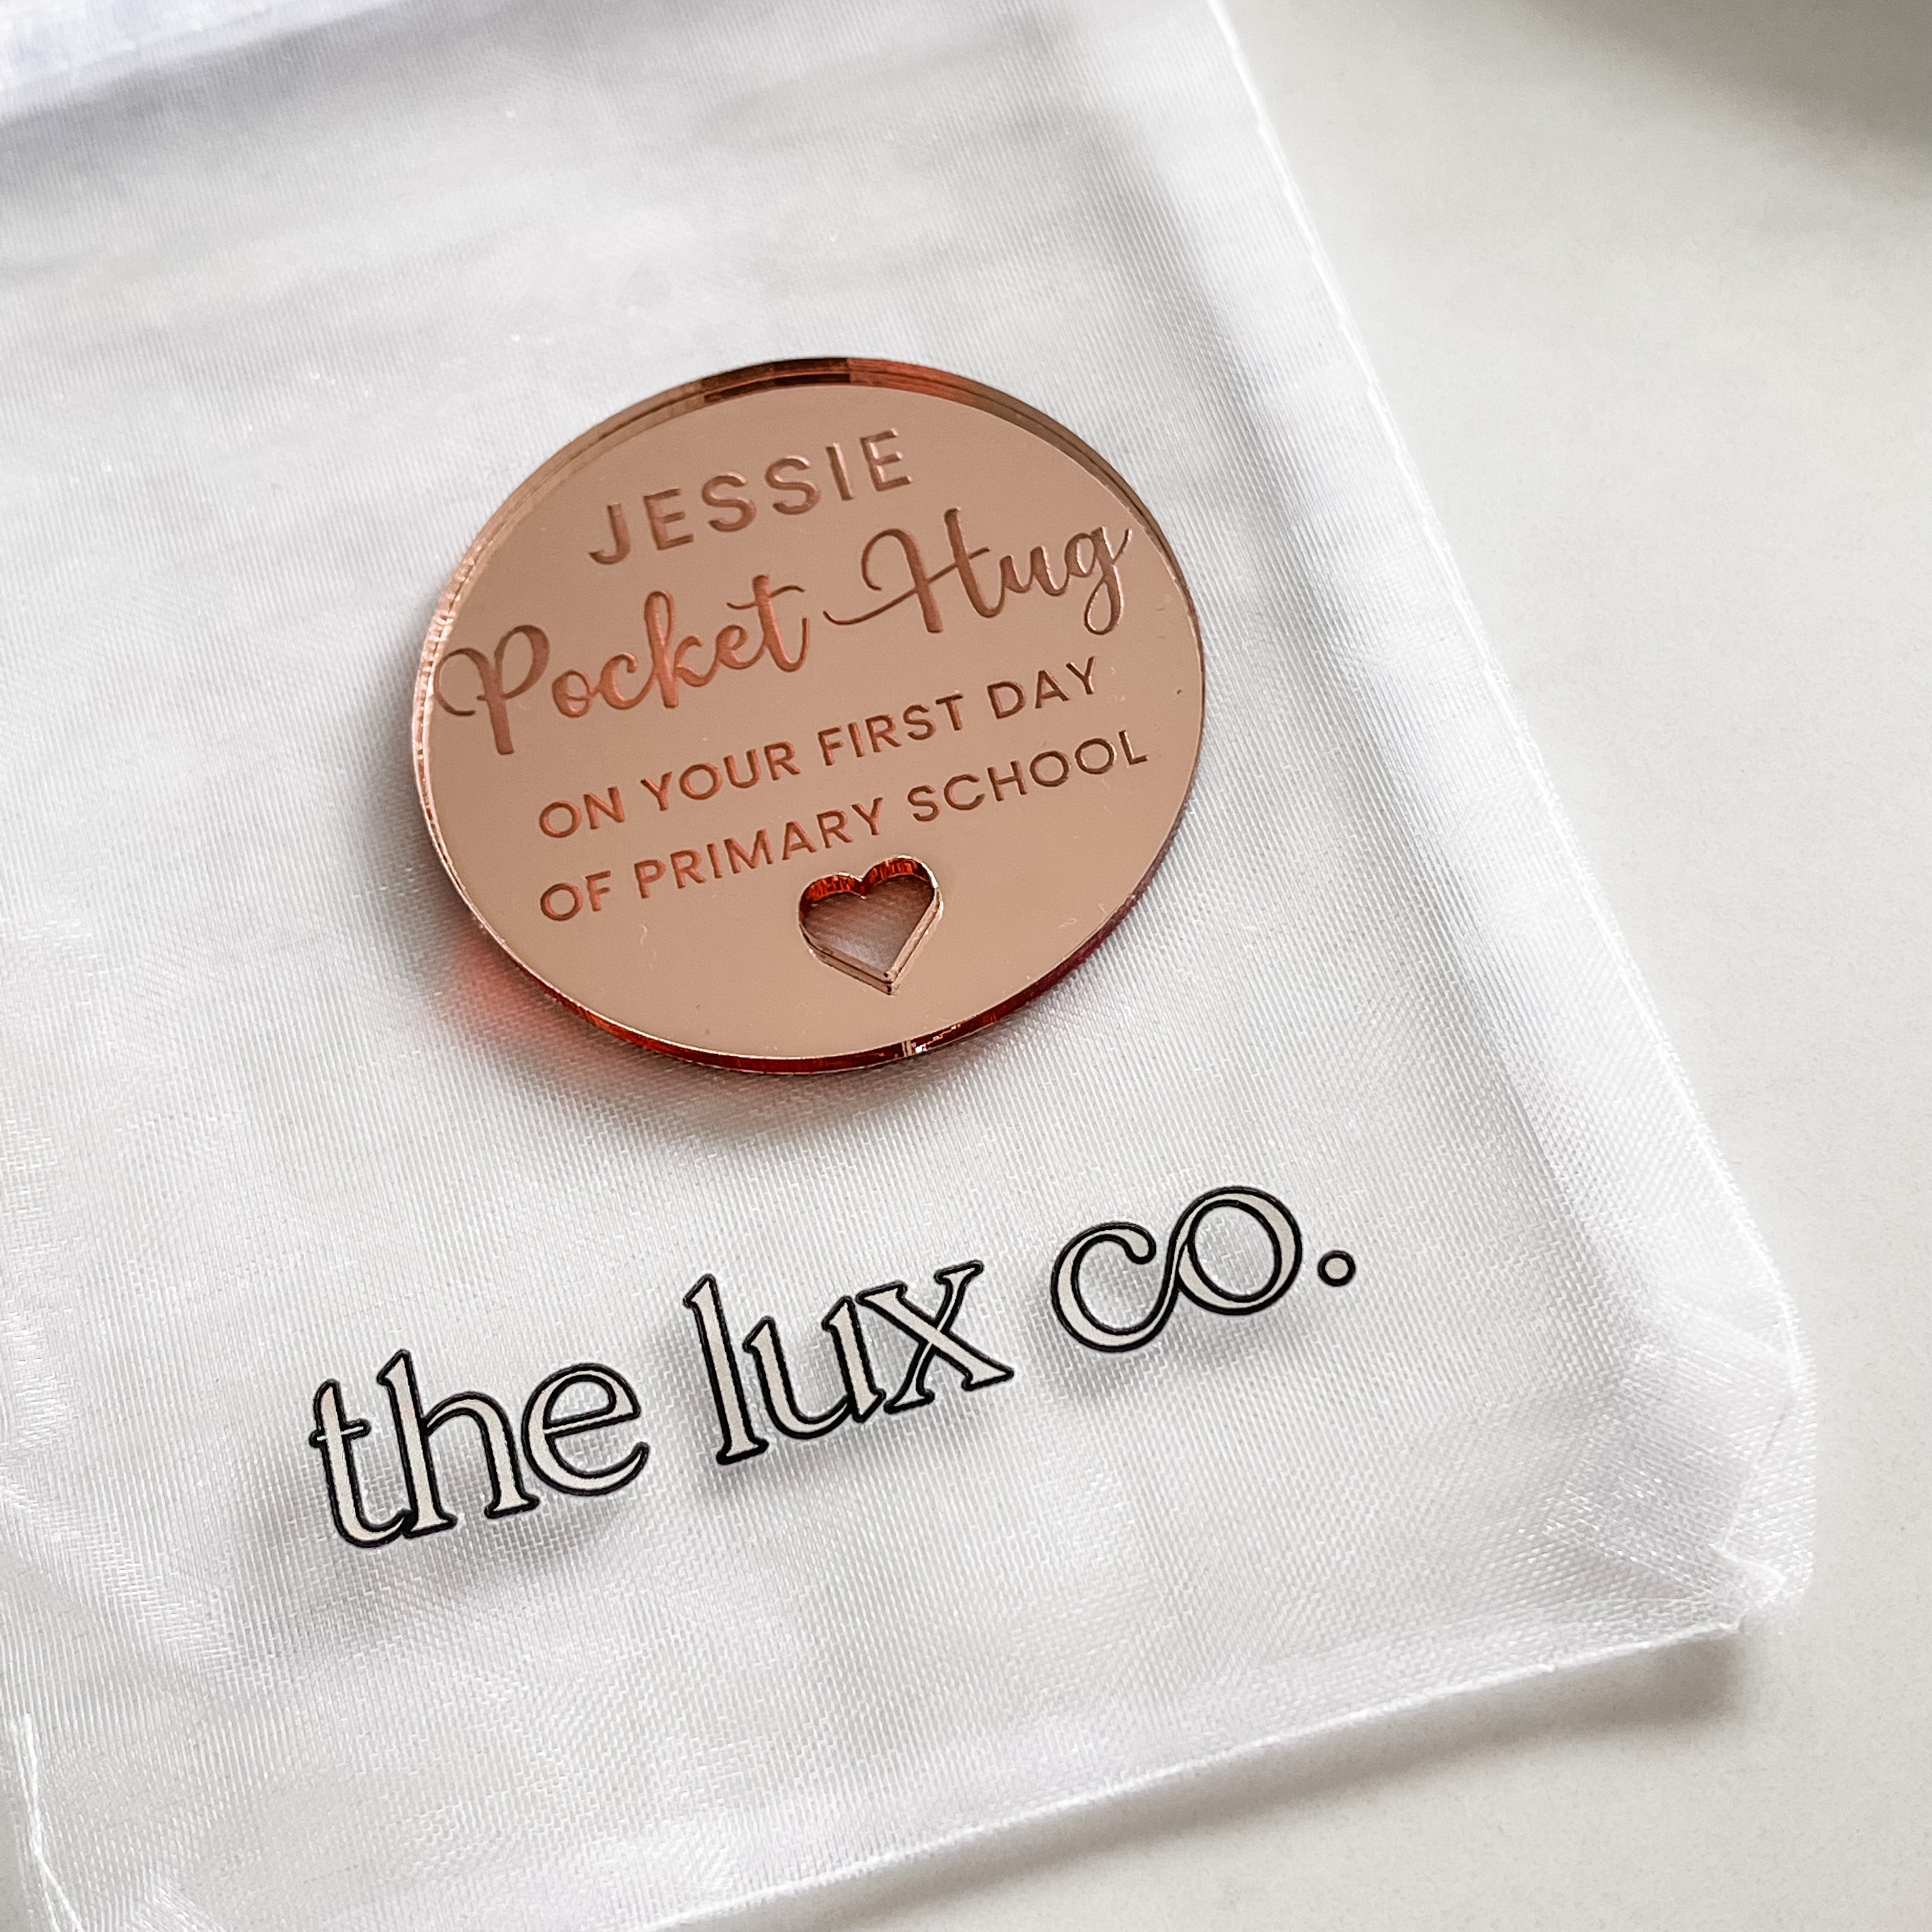 JESSIE
Pocket Hug
ON YOUR FIRST DAY
OF PRIMARY SCHOOL
the lux co.